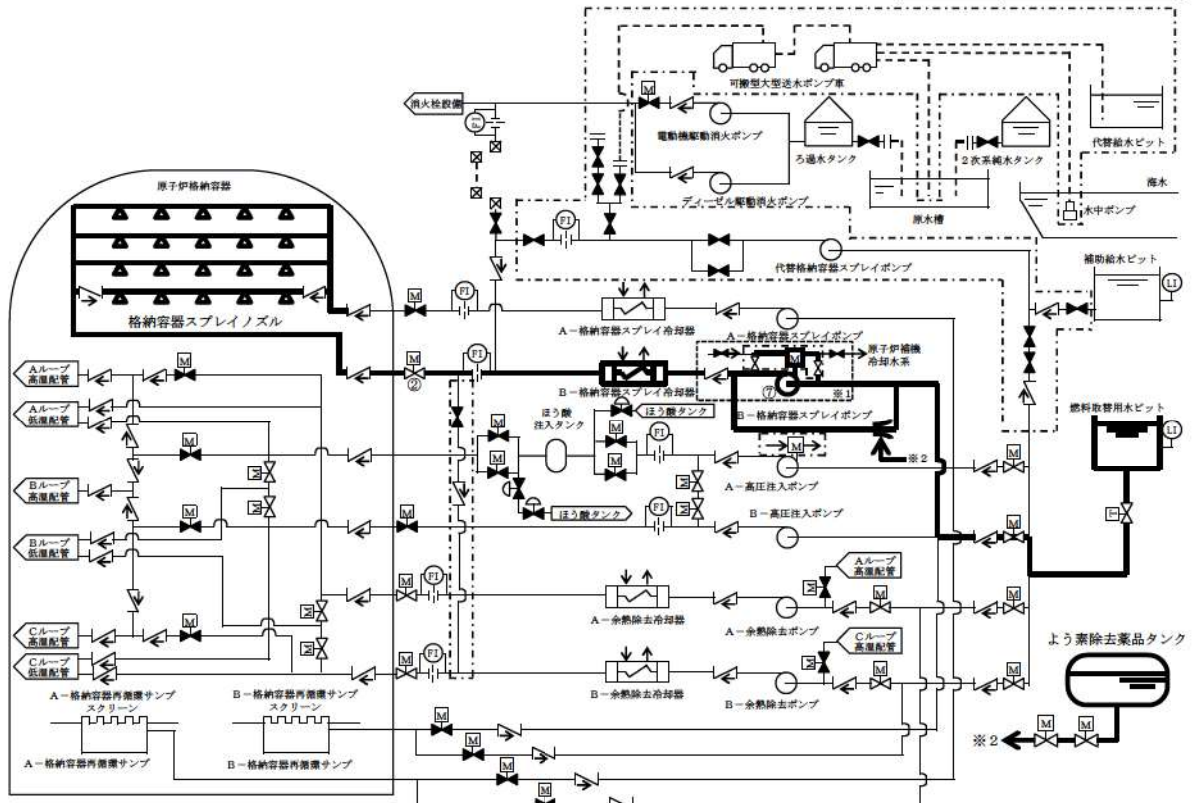 可搬型大型送水ポンプ車
消火栓設備
M
FI
電動機駆動消火ポンプ
ろ過水タンク
2次系純水タンク
代替給水ピット
海水
ディーゼル駆動消火ポンプ
原水槽
水中ポンプ
原子炉格納容器
FI
代替格納容器スプレイポンプ
補助給水ピット
LI
M
FI
格納容器スプレイノズル
A-格納容器スプレイ冷却器
A-格納容器スプレイポンプ
M
②
FI
B-格納容器スプレイ冷却器
M
⑦
※1
原子炉補機
冷却水系
B-格納容器スプレイポンプ
燃料取替用水ピット
LI
Aループ
高温配管
M
Aループ
低温配管
ほう酸
注入タンク
ほう酸タンク
M
M
M
M
FI
M
※2
A-高圧注入ポンプ
M
M
M
M
Bループ
高温配管
M
M
ほう酸タンク
M
M
FI
B-高圧注入ポンプ
M
T
Bループ
低温配管
M
M
FI
A-余熱除去冷却器
A-余熱除去ポンプ
M
Aループ
高温配管
M
M
Cループ
高温配管
M
M
Cループ
低温配管
M
FI
B-余熱除去冷却器
B-余熱除去ポンプ
M
Cループ
高温配管
M
M
よう素除去薬品タンク
M
M
※2
A-格納容器再循環サンプ
スクリーン
B-格納容器再循環サンプ
スクリーン
A-格納容器再循環サンプ
B-格納容器再循環サンプ
M
M
M
M